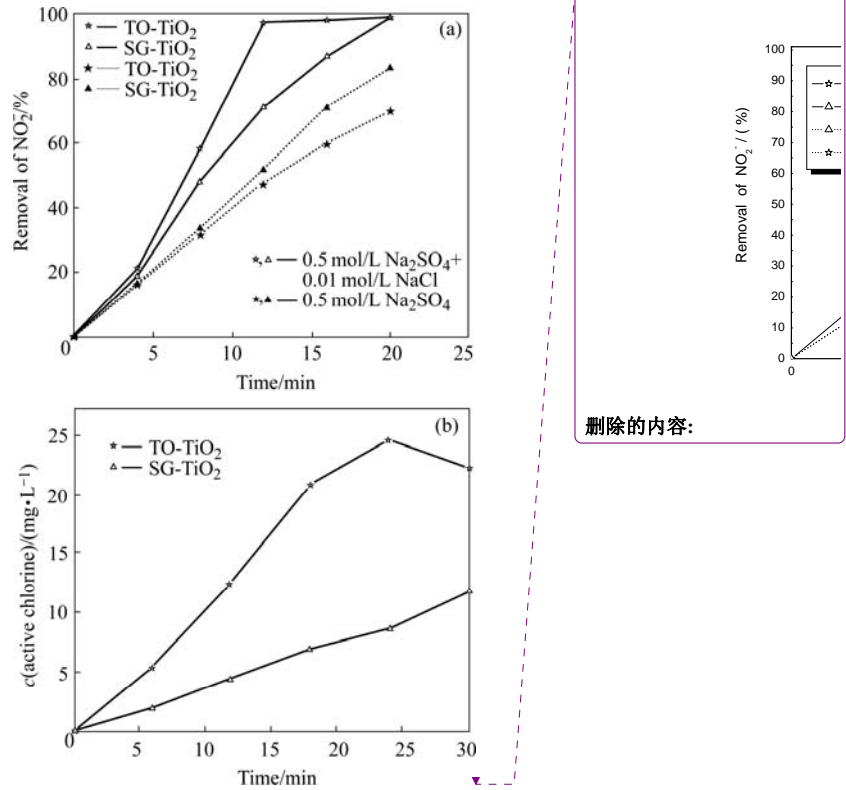 (a)
TO-TiO2
SG-TiO2
TO-TiO2
SG-TiO2
100
80
60
40
20
0
Removal of NO2⁻/%
0.5 mol/L Na2SO4+
0.01 mol/L NaCl
0.5 mol/L Na2SO4
5
10
15
20
25
Time/min
(b)
TO-TiO2
SG-TiO2
25
20
15
10
5
0
c(active chlorine)/(mg•L⁻¹)
5
10
15
20
25
30
Time/min
100
90
80
70
60
50
40
30
20
10
0
0
Removal of NO2⁻ / (%)
删除的内容: